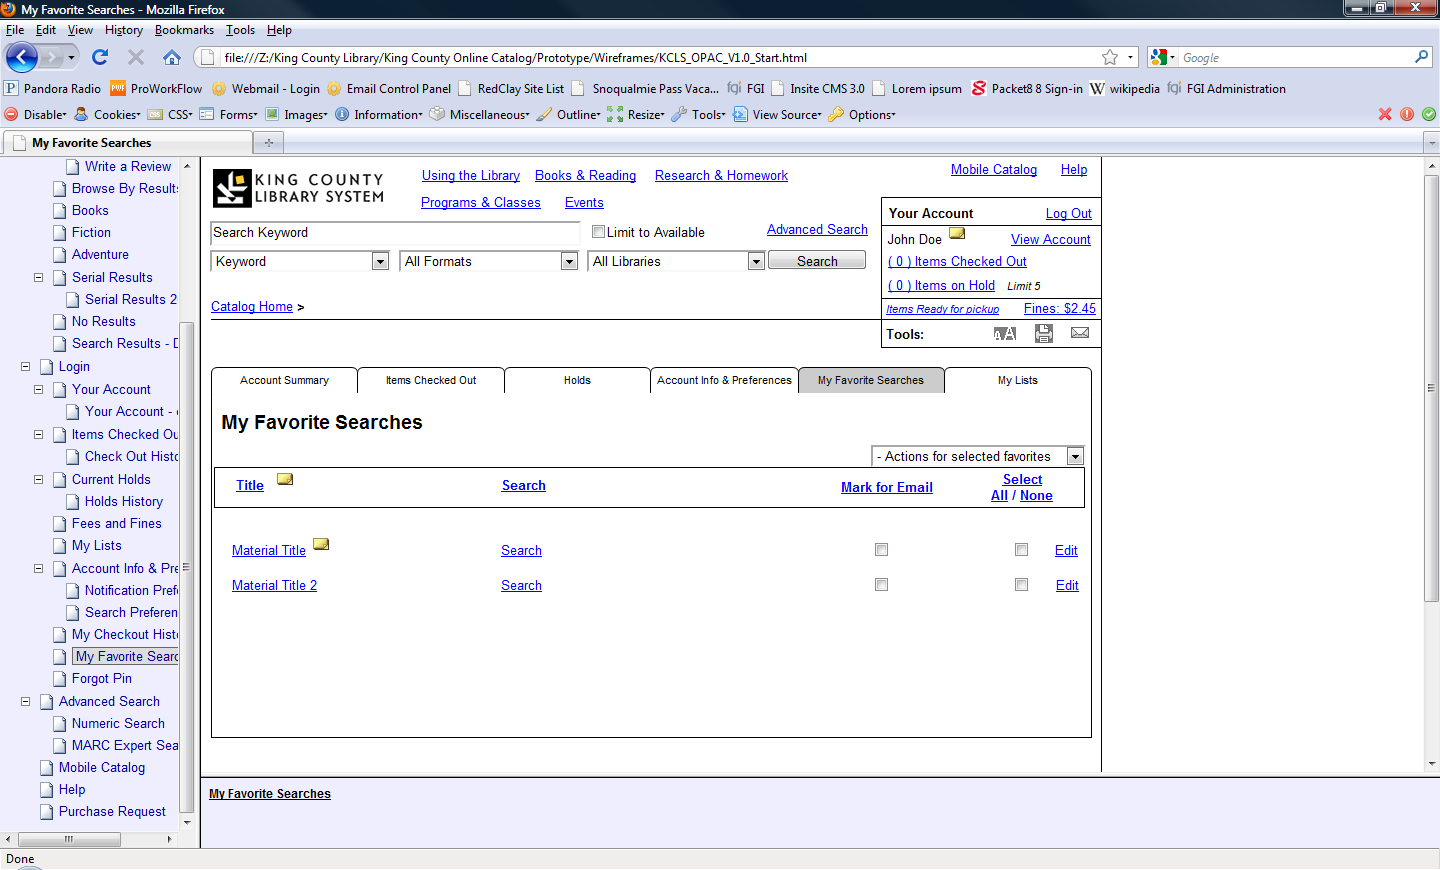 My Favorite Searches - Mozilla Firefox
File Edit View History Bookmarks Tools Help
file:///Z:/King County Library/King County Online Catalog/Prototype/Wireframes/KCLS_OPAC_V1.0_Start.html
Google
Pandora Radio ProWorkFlow Webmail - Login Email Control Panel RedClay Site List Snoqualmie Pass Vaca... FGI Insite CMS 3.0 Lorem ipsum Packet8 8 Sign-in wikipedia FGI Administration
Disable Cookies CSS Forms Images Information Miscellaneous Outline Resize Tools View Source Options
My Favorite Searches
Write a Review
Browse By Results
Books
Fiction
Adventure
Serial Results
Serial Results 2
No Results
Search Results - D
Login
Your Account
Your Account -
Items Checked Ou
Check Out Histo
Current Holds
Holds History
Fees and Fines
My Lists
Account Info & Pre
Notification Pref
Search Preferen
My Checkout Histo
My Favorite Searc
Forgot Pin
Advanced Search
Numeric Search
MARC Expert Sea
Mobile Catalog
Help
Purchase Request
KING COUNTY
LIBRARY SYSTEM
Using the Library Books & Reading Research & Homework
Programs & Classes Events
Mobile Catalog Help
Search Keyword
Limit to Available
Advanced Search
Keyword All Formats All Libraries Search
Your Account Log Out
John Doe View Account
( 0 ) Items Checked Out
( 0 ) Items on Hold Limit 5
Items Ready for pickup Fines: $2.45
Tools: AA
Catalog Home >
Account Summary Items Checked Out Holds Account Info & Preferences My Favorite Searches My Lists
My Favorite Searches
- Actions for selected favorites
Title Search Mark for Email Select
All / None
Material Title Search Edit
Material Title 2 Search Edit
My Favorite Searches
Done